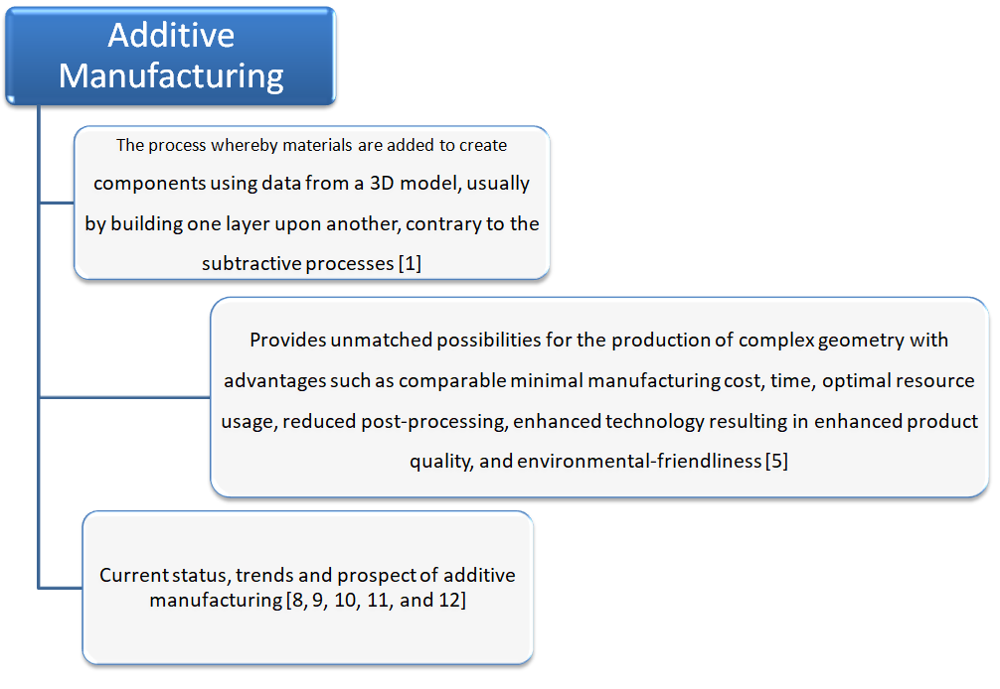 Additive
Manufacturing
The process whereby materials are added to create
components using data from a 3D model, usually
by building one layer upon another, contrary to the
subtractive processes [1]
Provides unmatched possibilities for the production of complex geometry with
advantages such as comparable minimal manufacturing cost, time, optimal resource
usage, reduced post-processing, enhanced technology resulting in enhanced product
quality, and environmental-friendliness [5]
Current status, trends and prospect of additive
manufacturing [8, 9, 10, 11, and 12]